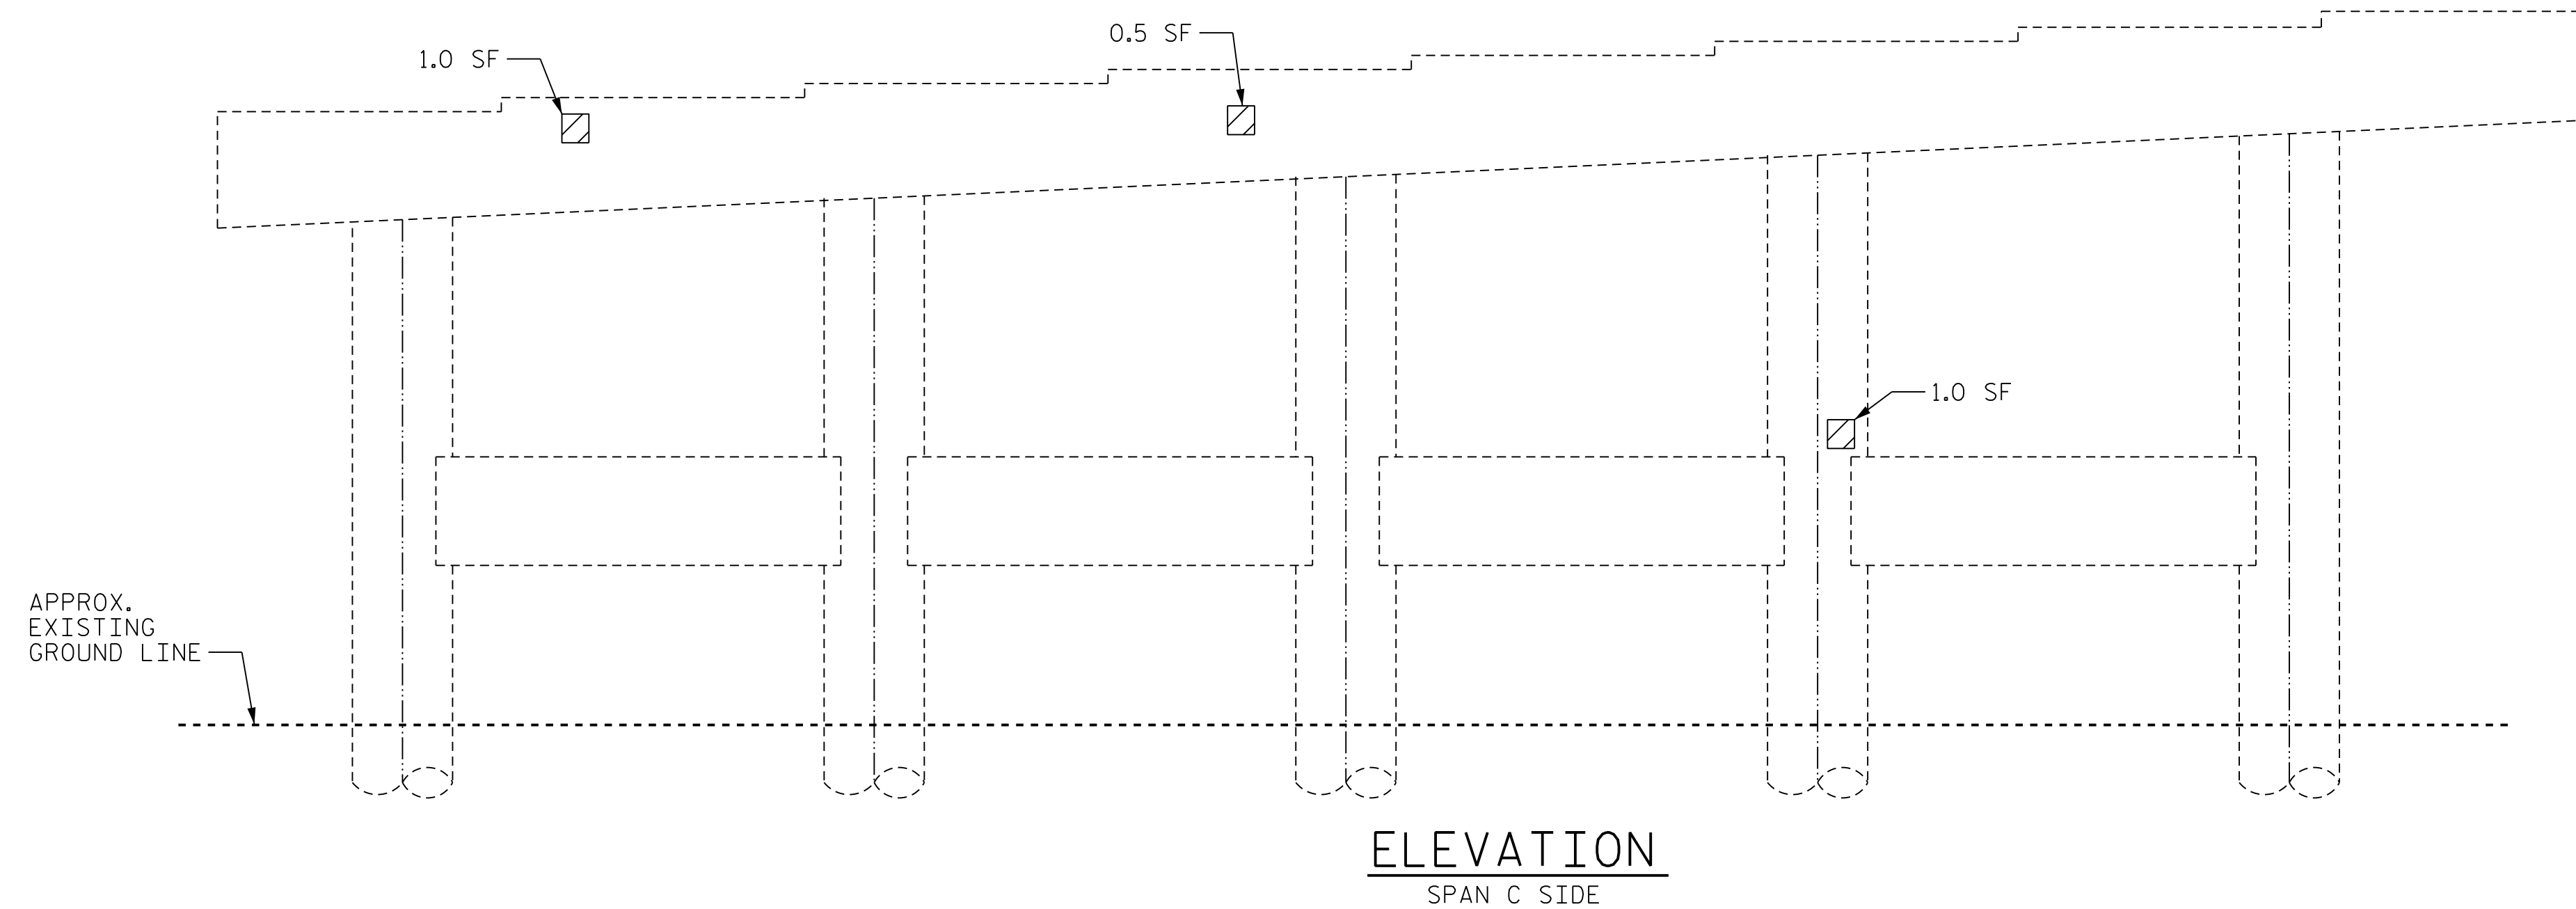 0.5 SF
1.0 SF
1.0 SF
APPROX.
EXISTING
GROUND LINE
ELEVATION
SPAN C SIDE